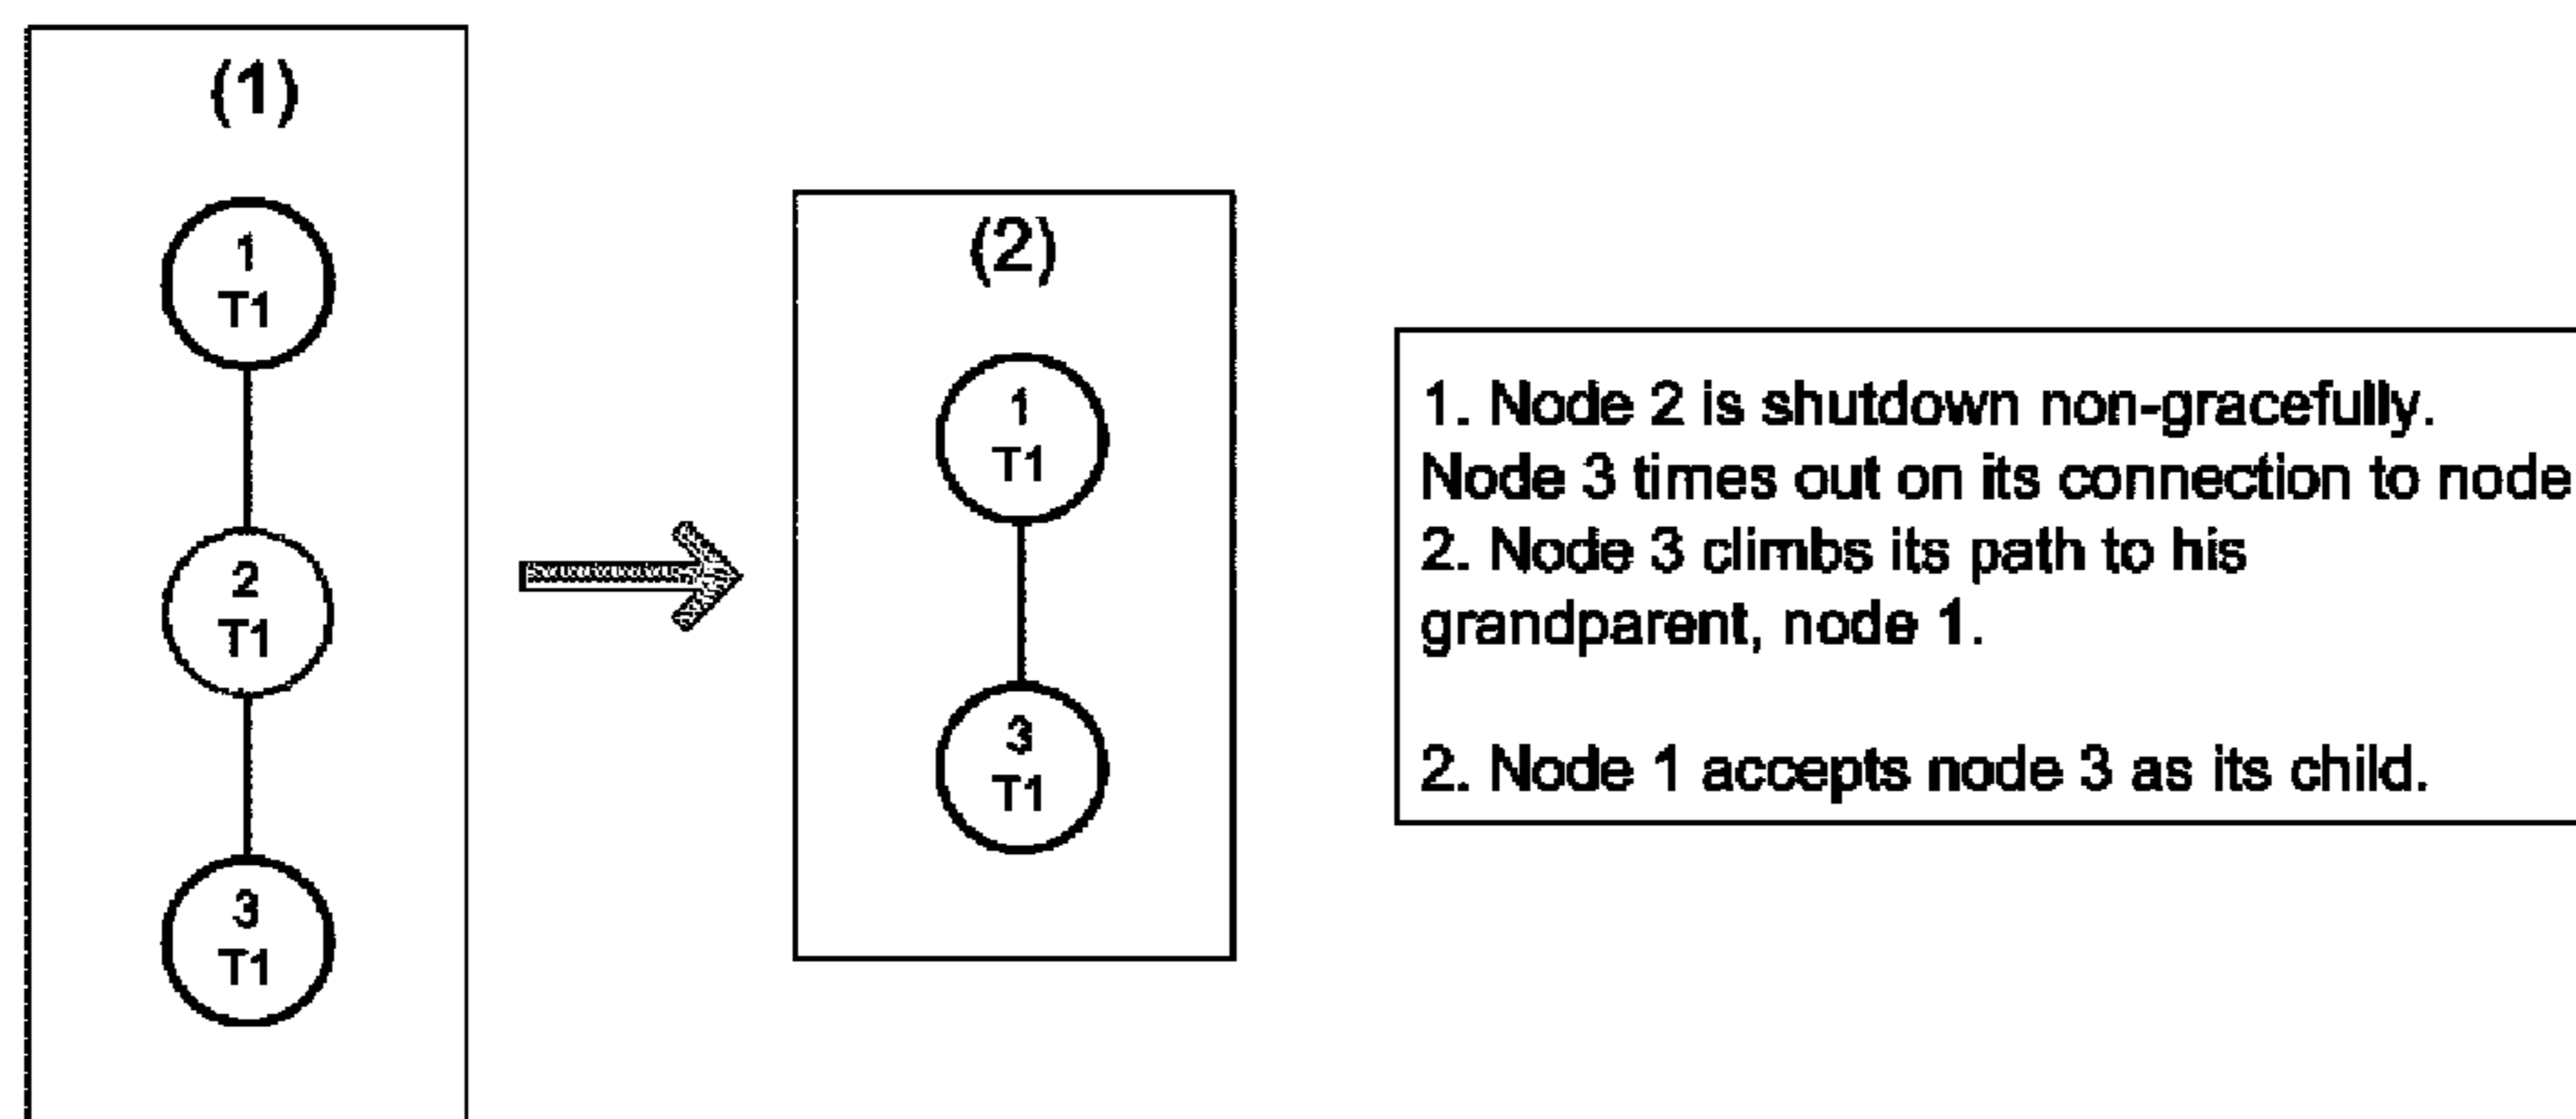 (1)
1
T1
2
T1
3
T1
(2)
1
T1
3
T1
1. Node 2 is shutdown non-gracefully.
Node 3 times out on its connection to node
2. Node 3 climbs its path to his
grandparent, node 1.
2. Node 1 accepts node 3 as its child.